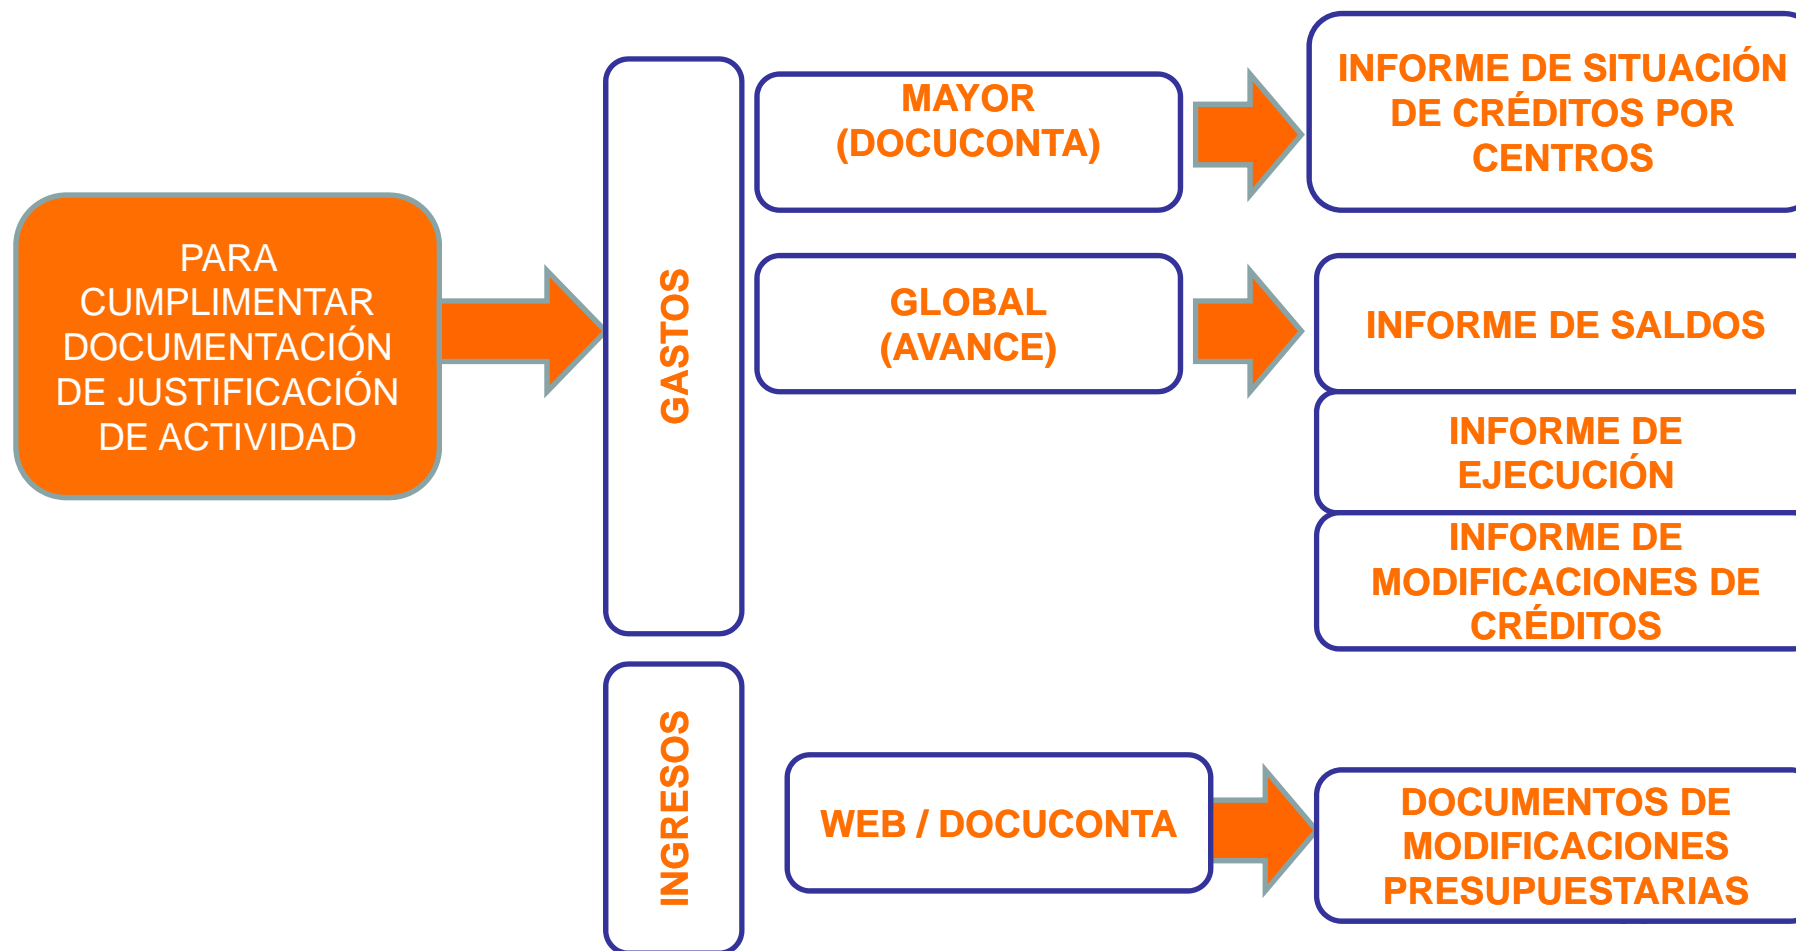 PARA
CUMPLIMENTAR
DOCUMENTACIÓN
DE JUSTIFICACIÓN
DE ACTIVIDAD
GASTOS
MAYOR
(DOCUCONTA)
INFORME DE SITUACIÓN
DE CRÉDITOS POR
CENTROS
GLOBAL
(AVANCE)
INFORME DE SALDOS
INFORME DE
EJECUCIÓN
INFORME DE
MODIFICACIONES DE
CRÉDITOS
INGRESOS
WEB / DOCUCONTA
DOCUMENTOS DE
MODIFICACIONES
PRESUPUESTARIAS